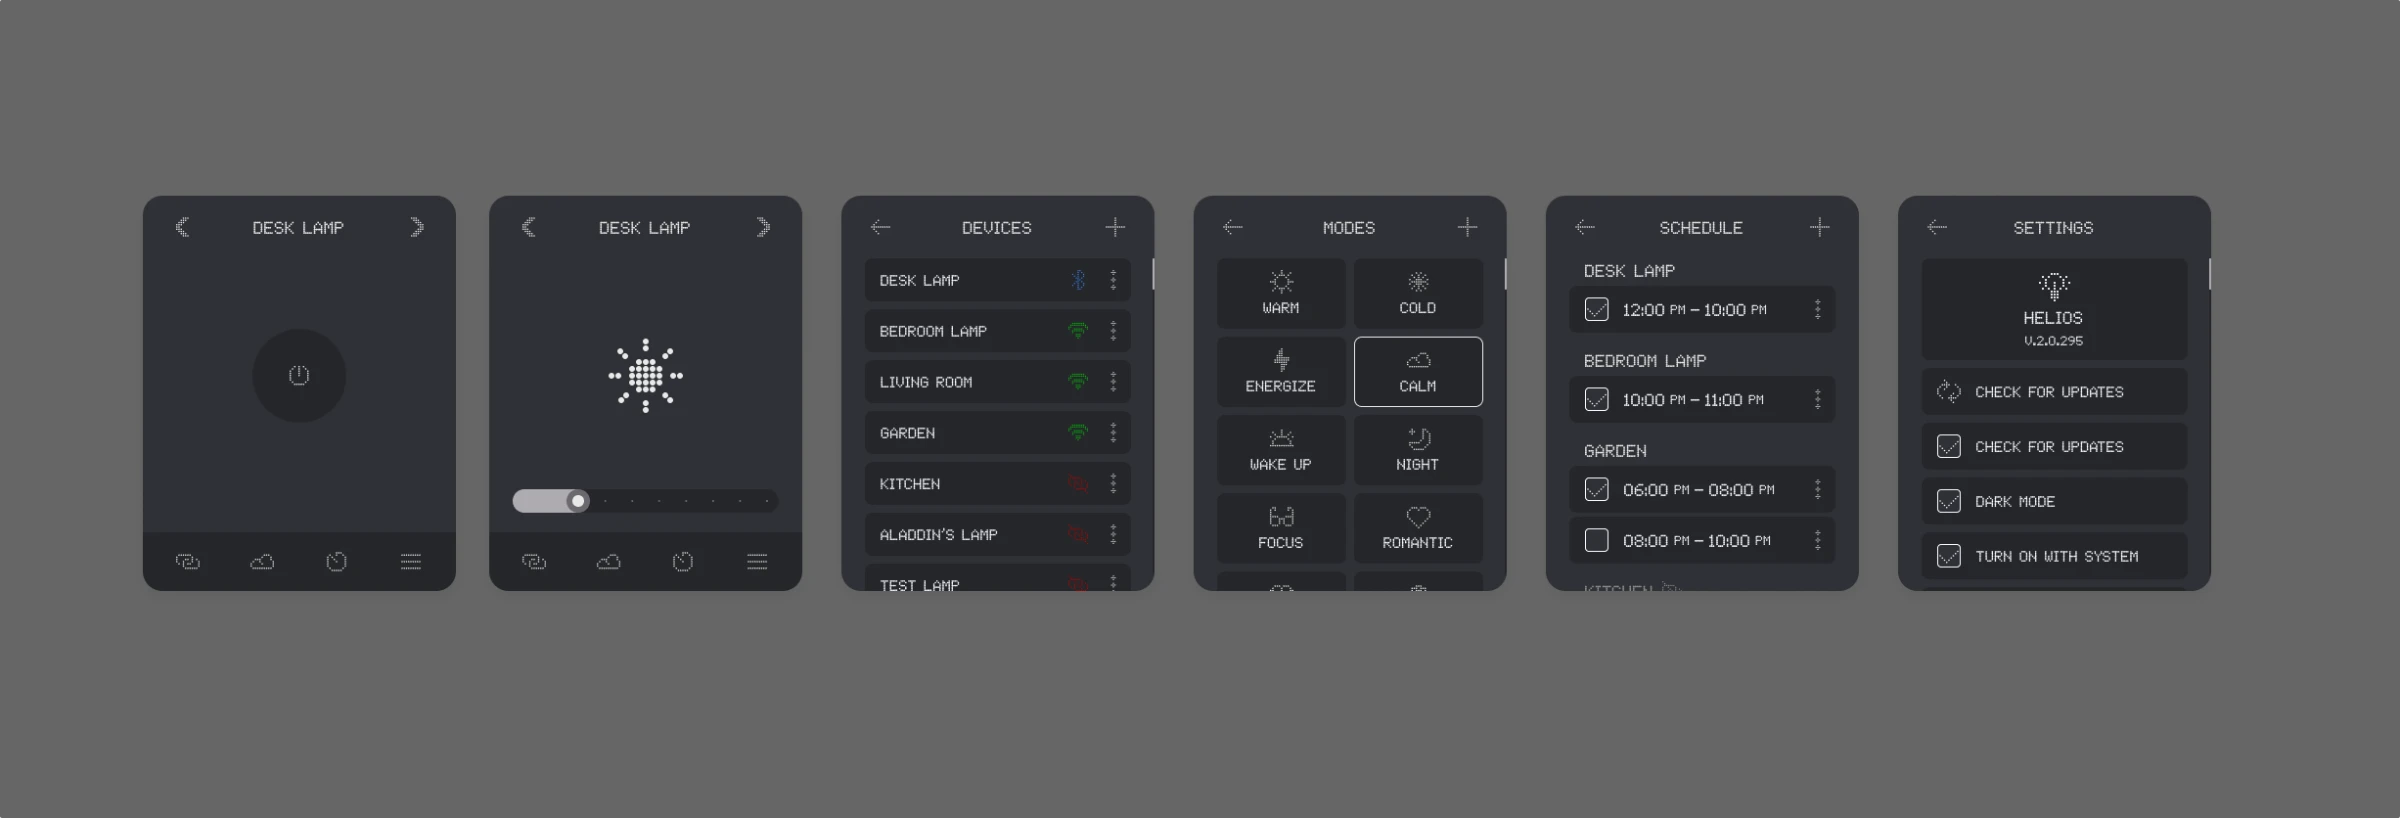 DESK LAMP
DESK LAMP
DEVICES
DESK LAMP
BEDROOM LAMP
LIVING ROOM
GARDEN
KITCHEN
ALADDIN'S LAMP
TEST LAMP
MODES
WARM
COLD
ENERGIZE
CALM
WAKE UP
NIGHT
FOCUS
ROMANTIC
SCHEDULE
DESK LAMP
12:00 PM – 10:00 PM
BEDROOM LAMP
10:00 PM – 11:00 PM
GARDEN
06:00 PM – 08:00 PM
08:00 PM – 10:00 PM
KITCHEN
SETTINGS
HELIOS
V.2.0.295
CHECK FOR UPDATES
CHECK FOR UPDATES
DARK MODE
TURN ON WITH SYSTEM